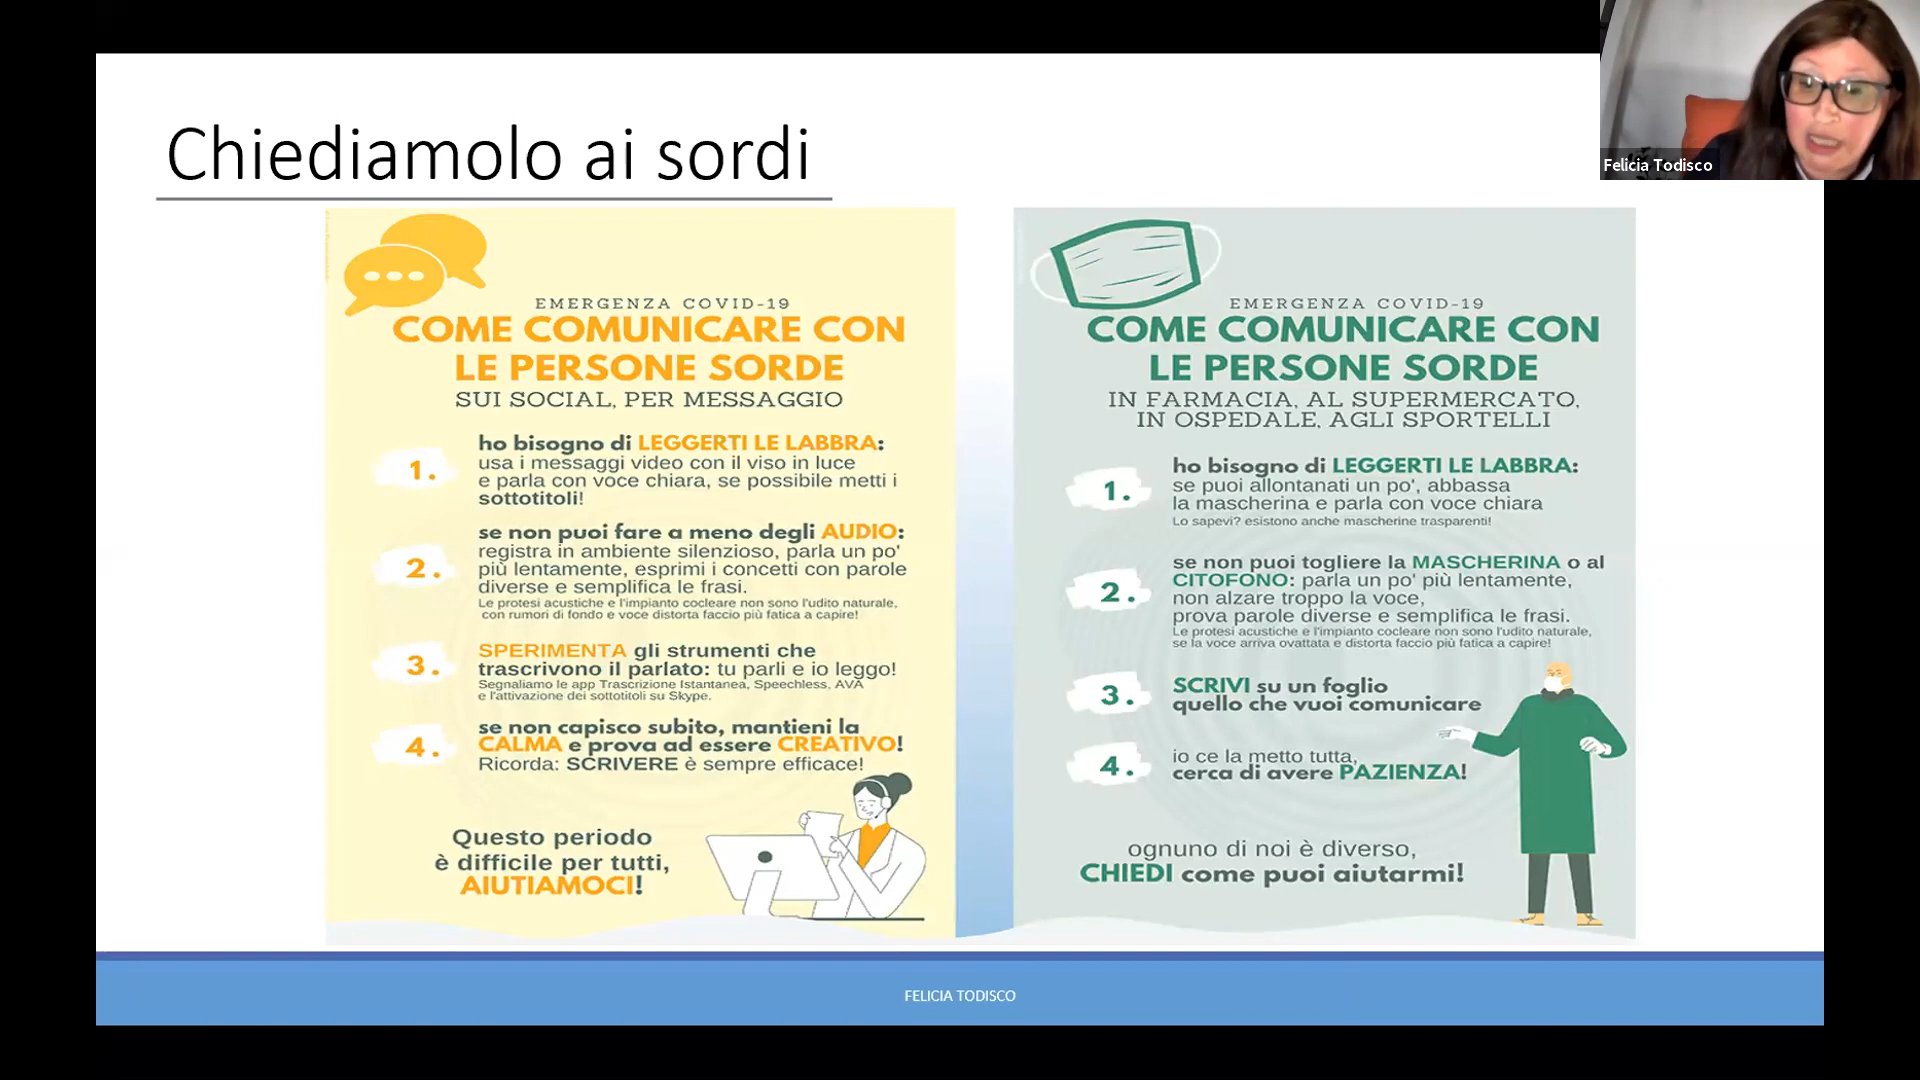 Chiediamolo ai sordi
Felicia Todisco
EMERGENZA COVID-19
COME COMUNICARE CON
LE PERSONE SORDE
SUI SOCIAL, PER MESSAGGIO
1.
ho bisogno di LEGGERTI LE LABBRA:
usa i messaggi video con il viso in luce
e parla con voce chiara, se possibile metti i
sottotitoli!
2.
se non puoi fare a meno degli AUDIO:
registra in ambiente silenzioso, parla un po'
più lentamente, esprimi i concetti con parole
diverse e semplifica le frasi.
Le protesi acustiche e l'impianto cocleare non sono l'udito naturale,
con rumori di fondo e voce distorta faccio più fatica a capire!
3.
SPERIMENTA gli strumenti che
trascrivono il parlato: tu parli e io leggo!
Segnaliamo le app Trascrizione Istantanea, Speechless, AVA
e l'attivazione dei sottotitoli su Skype.
4.
se non capisco subito, mantieni la
CALMA e prova ad essere CREATIVO!
Ricorda: SCRIVERE è sempre efficace!
Questo periodo
è difficile per tutti,
AIUTIAMOCI!
EMERGENZA COVID-19
COME COMUNICARE CON
LE PERSONE SORDE
IN FARMACIA, AL SUPERMERCATO,
IN OSPEDALE, AGLI SPORTELLI
1.
ho bisogno di LEGGERTI LE LABBRA:
se puoi allontanati un po', abbassa
la mascherina e parla con voce chiara
Lo sapevi? esistono anche mascherine trasparenti!
2.
se non puoi togliere la MASCHERINA o al
CITOFONO: parla un po' più lentamente,
non alzare troppo la voce,
prova parole diverse e semplifica le frasi.
Le protesi acustiche e l'impianto cocleare non sono l'udito naturale,
se la voce arriva ovattata e distorta faccio più fatica a capire!
3.
SCRIVI su un foglio
quello che vuoi comunicare
4.
io ce la metto tutta,
cerca di avere PAZIENZA!
ognuno di noi è diverso,
CHIEDI come puoi aiutarmi!
FELICIA TODISCO